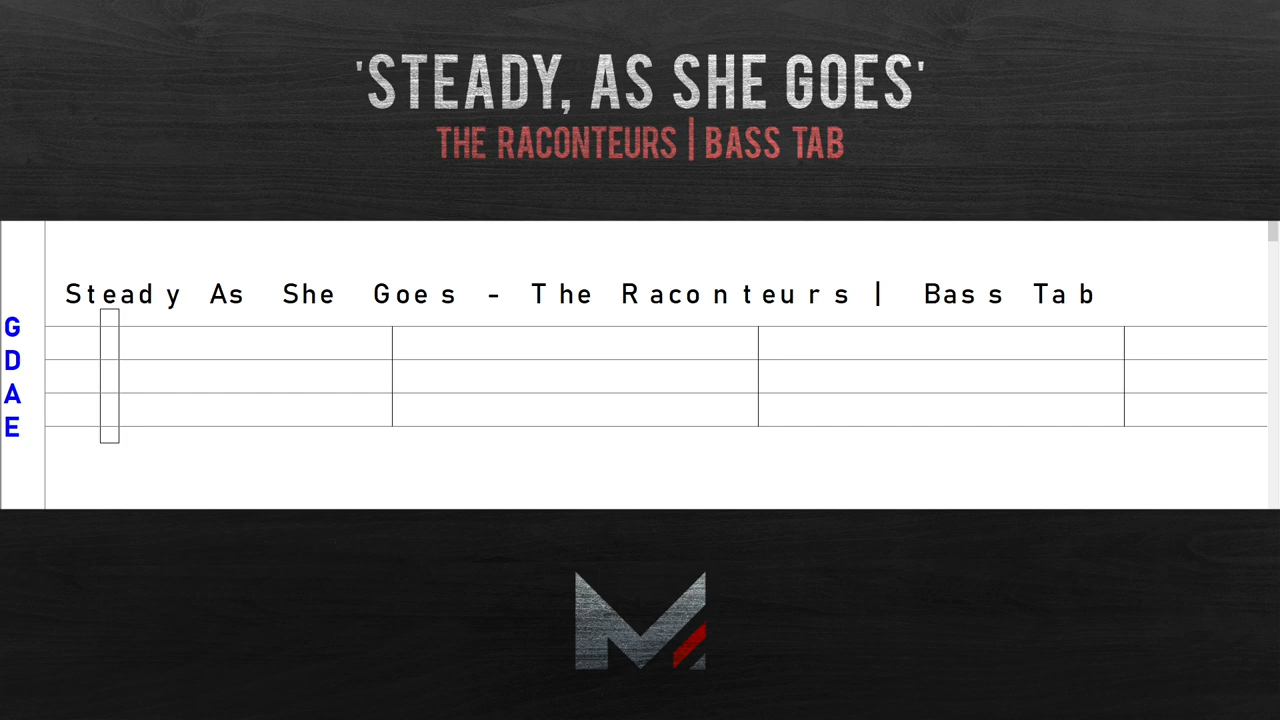 'STEADY, AS SHE GOES'
THE RACONTEURS | BASS TAB
Steady As She Goes - The Raconteurs | Bass Tab
G
D
A
E